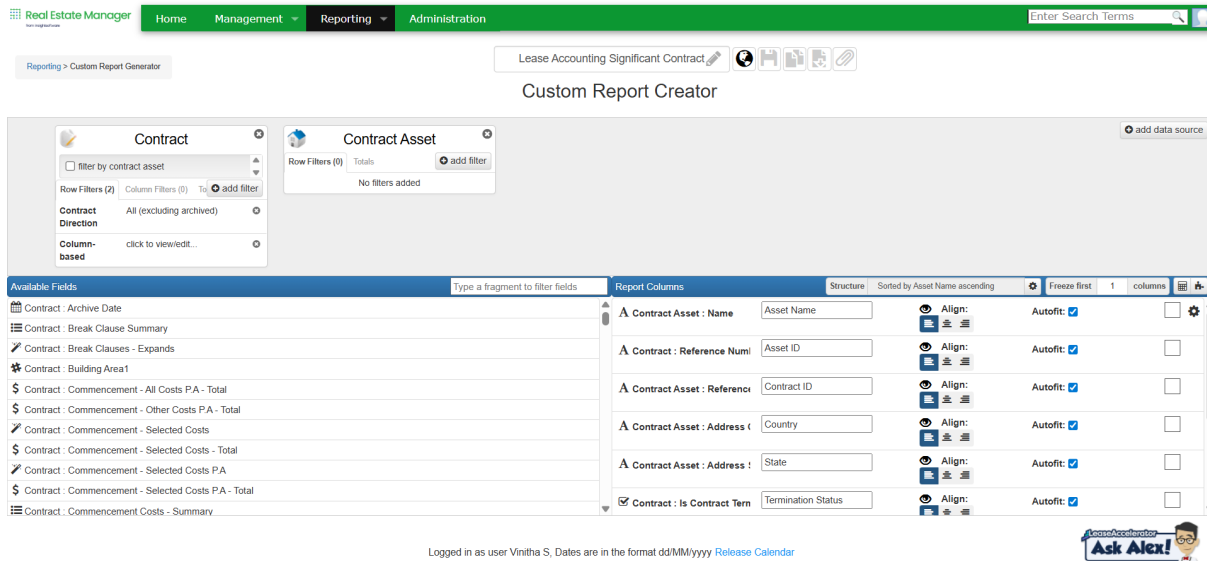 Real Estate Manager
Home Management Reporting Administration
Enter Search Terms
Reporting > Custom Report Generator
Lease Accounting Significant Contract
Custom Report Creator
add data source
Contract
filter by contract asset
Row Filters (2) Column Filters (0) To add filter
Contract Direction All (excluding archived)
Column-based click to view/edit...
Contract Asset
Row Filters (0) Totals add filter
No filters added
Available Fields Type a fragment to filter fields
Contract : Archive Date
Contract : Break Clause Summary
Contract : Break Clauses - Expands
Contract : Building Area1
Contract : Commencement - All Costs P.A - Total
Contract : Commencement - Other Costs P.A - Total
Contract : Commencement - Selected Costs
Contract : Commencement - Selected Costs - Total
Contract : Commencement - Selected Costs P.A
Contract : Commencement - Selected Costs P.A - Total
Contract : Commencement Costs - Summary
Report Columns Structure Sorted by Asset Name ascending Freeze first 1 columns
Contract Asset : Name Asset Name Align: Autofit:
Contract : Reference Num Asset ID Align: Autofit:
Contract Asset : Reference Contract ID Align: Autofit:
Contract Asset : Address Country Align: Autofit:
Contract Asset : Address State Align: Autofit:
Contract : Is Contract Term Termination Status Align: Autofit:
LeaseAccelerator
Ask Alex!
Logged in as user Vinitha S, Dates are in the format dd/MM/yyyy Release Calendar